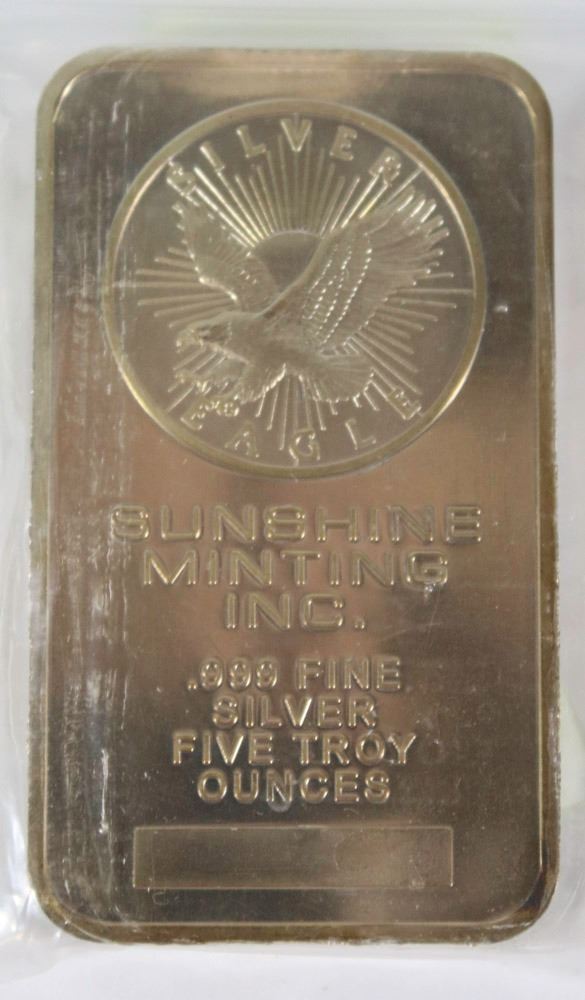 SILVER
EAGLE
SUNSHINE
MINTING
INC.
.999 FINE
SILVER
FIVE TROY
OUNCES